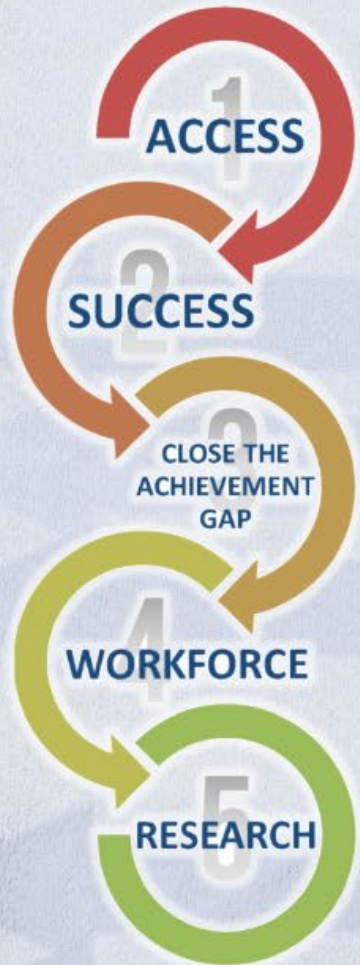 1
ACCESS
2
SUCCESS
3
CLOSE THE
ACHIEVEMENT
GAP
4
WORKFORCE
5
RESEARCH